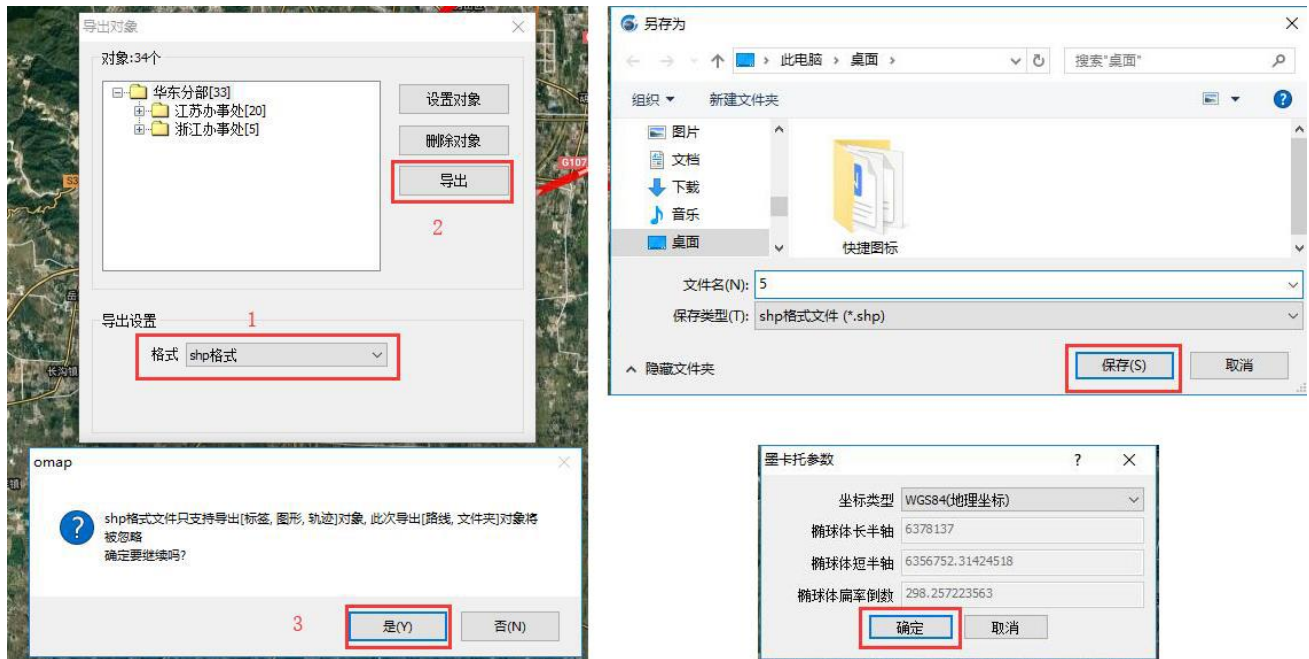 导出对象
对象:34个
华东分部[33]
江苏办事处[20]
浙江办事处[5]
设置对象
删除对象
导出
2
G107
S3
导出设置
1
格式 shp格式
长沟镇
omap
shp格式文件只支持导出[标签, 图形, 轨迹]对象, 此次导出[路线, 文件夹]对象将
被忽略
确定要继续吗?
3
是(Y)
否(N)
另存为
此电脑 › 桌面 ›
搜索"桌面"
组织
新建文件夹
图片
文档
下载
音乐
桌面
快捷图标
文件名(N): 5
保存类型(T): shp格式文件 (*.shp)
隐藏文件夹
保存(S)
取消
墨卡托参数
?
坐标类型 WGS84(地理坐标)
椭球体长半轴 6378137
椭球体短半轴 6356752.31424518
椭球体扁率倒数 298.257223563
确定
取消